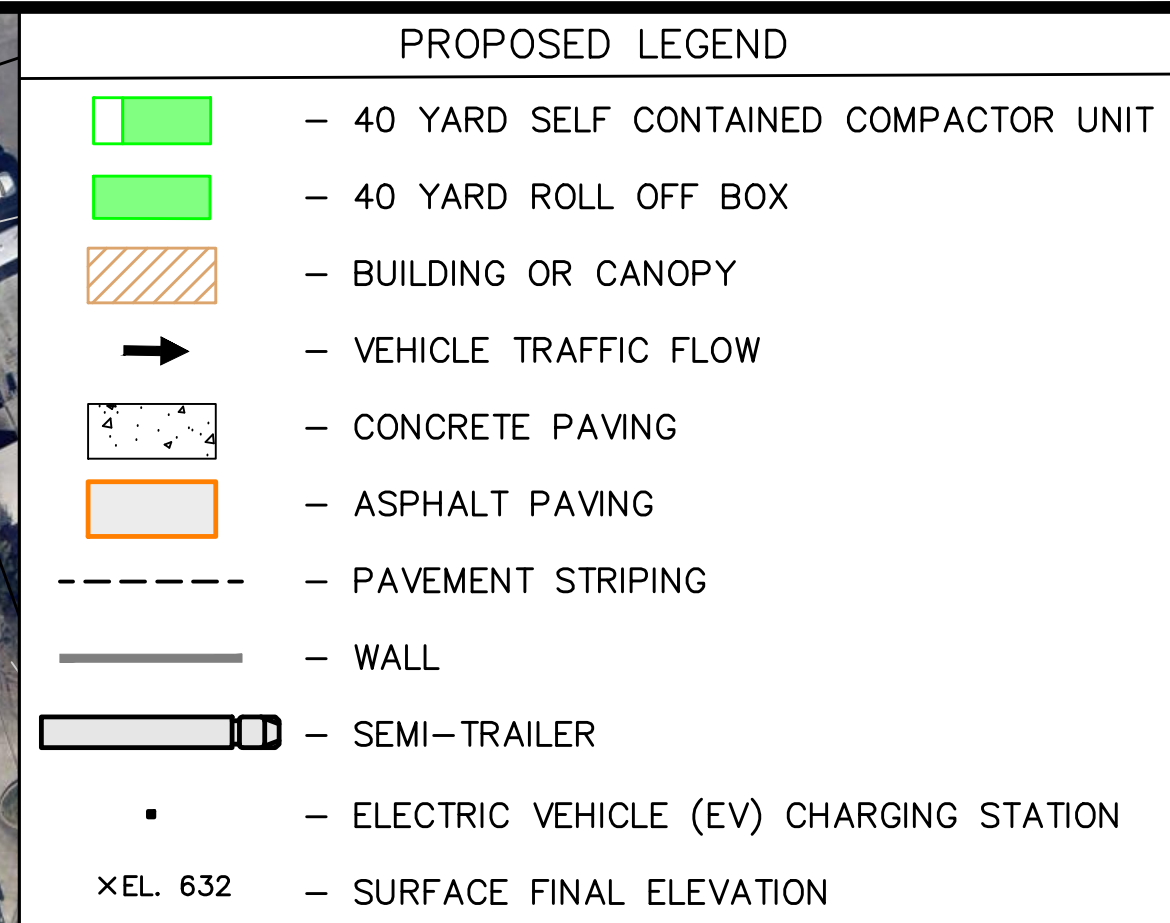 PROPOSED LEGEND
– 40 YARD SELF CONTAINED COMPACTOR UNIT
– 40 YARD ROLL OFF BOX
– BUILDING OR CANOPY
– VEHICLE TRAFFIC FLOW
– CONCRETE PAVING
– ASPHALT PAVING
– PAVEMENT STRIPING
– WALL
– SEMI–TRAILER
– ELECTRIC VEHICLE (EV) CHARGING STATION
×EL. 632 – SURFACE FINAL ELEVATION